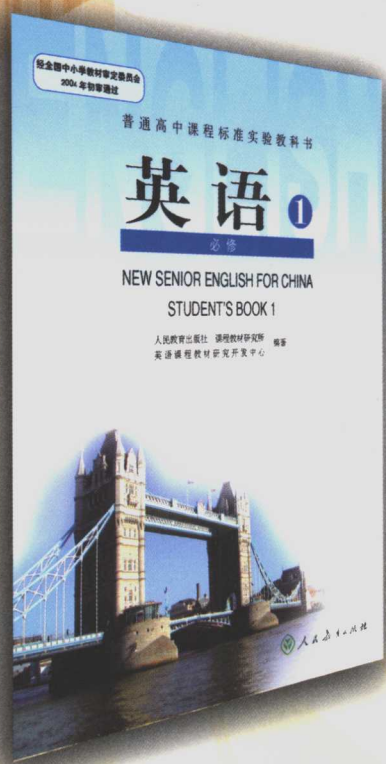 ENGLISH
经全国中小学教材审定委员会
2004年初审通过
普通高中课程标准实验教科书
英语 1
必修
NEW SENIOR ENGLISH FOR CHINA
STUDENT'S BOOK 1
人民教育出版社 课程教材研究所 编著
英语课程教材研究开发中心
人民教育出版社